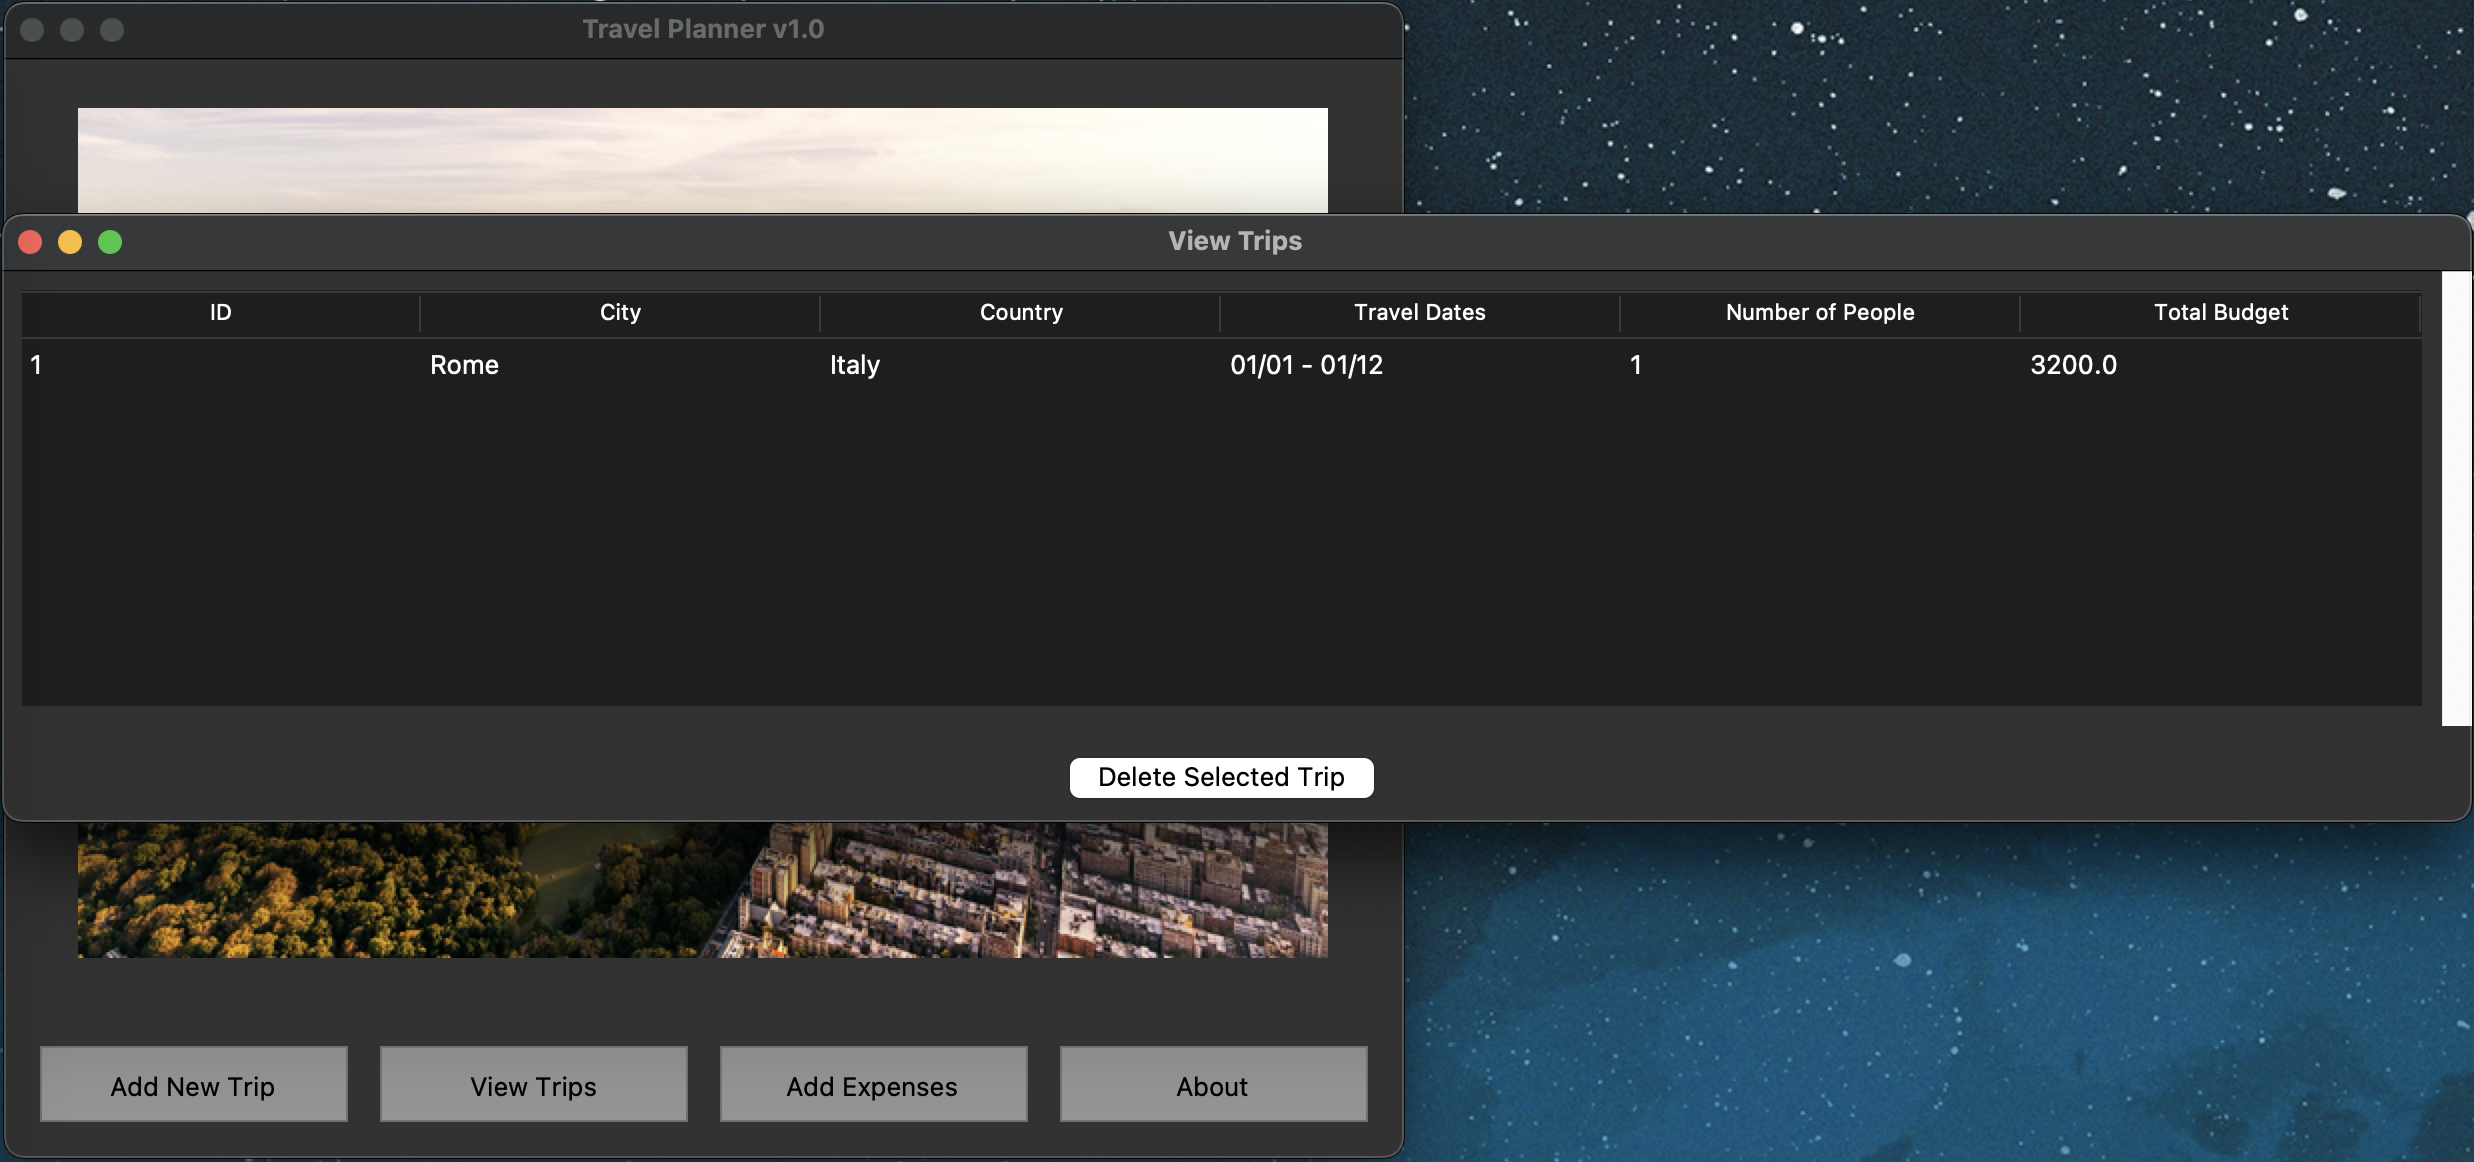 Travel Planner v1.0
View Trips
ID City Country Travel Dates Number of People Total Budget
1 Rome Italy 01/01 - 01/12 1 3200.0
Delete Selected Trip
Add New Trip View Trips Add Expenses About